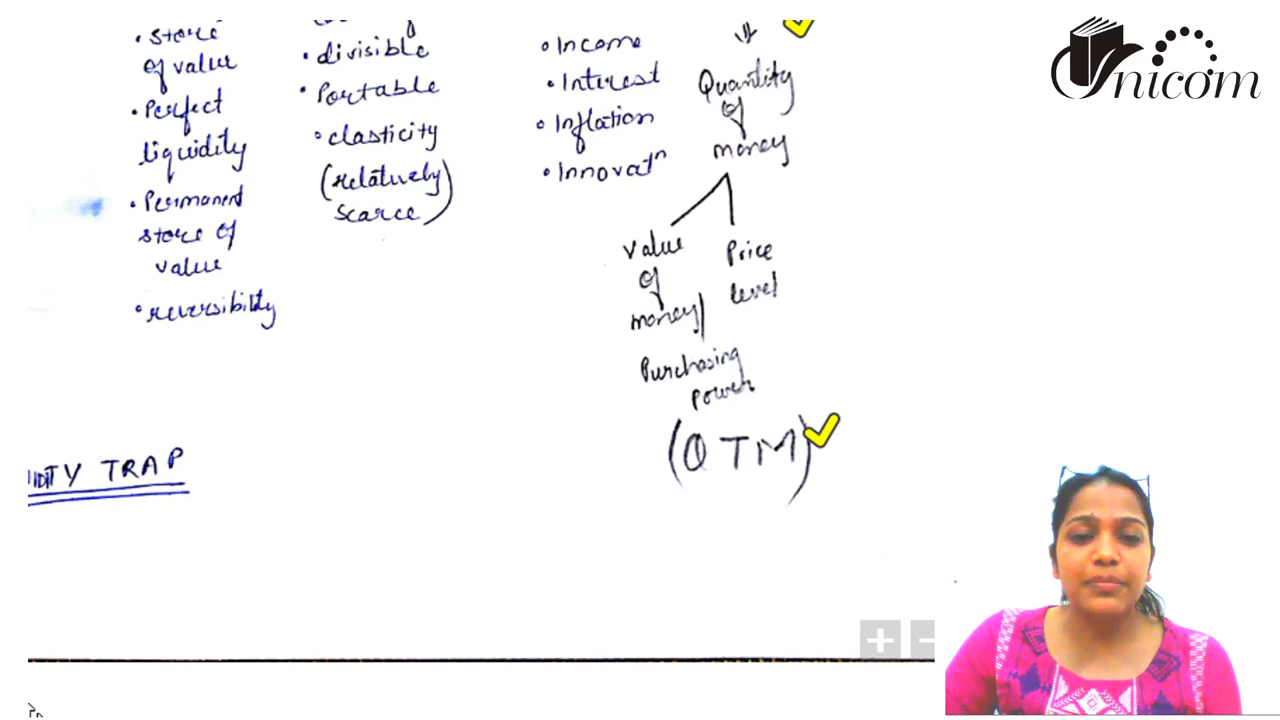 • Store
of value
• Perfect
liquidity
• Permanent
store of
value
• reversibility
• divisible
• Portable
• elasticity
(relatively
scarce)
• Income
• Interest
• Inflation
• Innovatⁿ
Quantity
of
money
Value
of
money/
Purchasing
power
Price
level
(QTM)
IDITY TRAP
Unicom